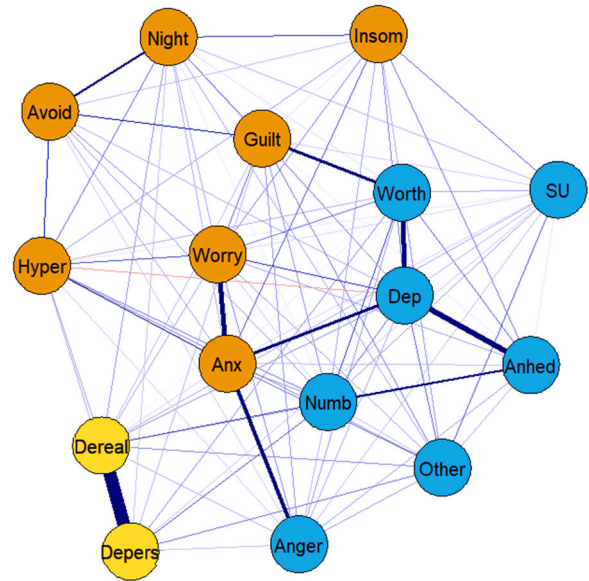 Night
Insom
Avoid
Guilt
Worth
SU
Worry
Hyper
Dep
Anx
Anhed
Numb
Dereal
Other
Depers
Anger